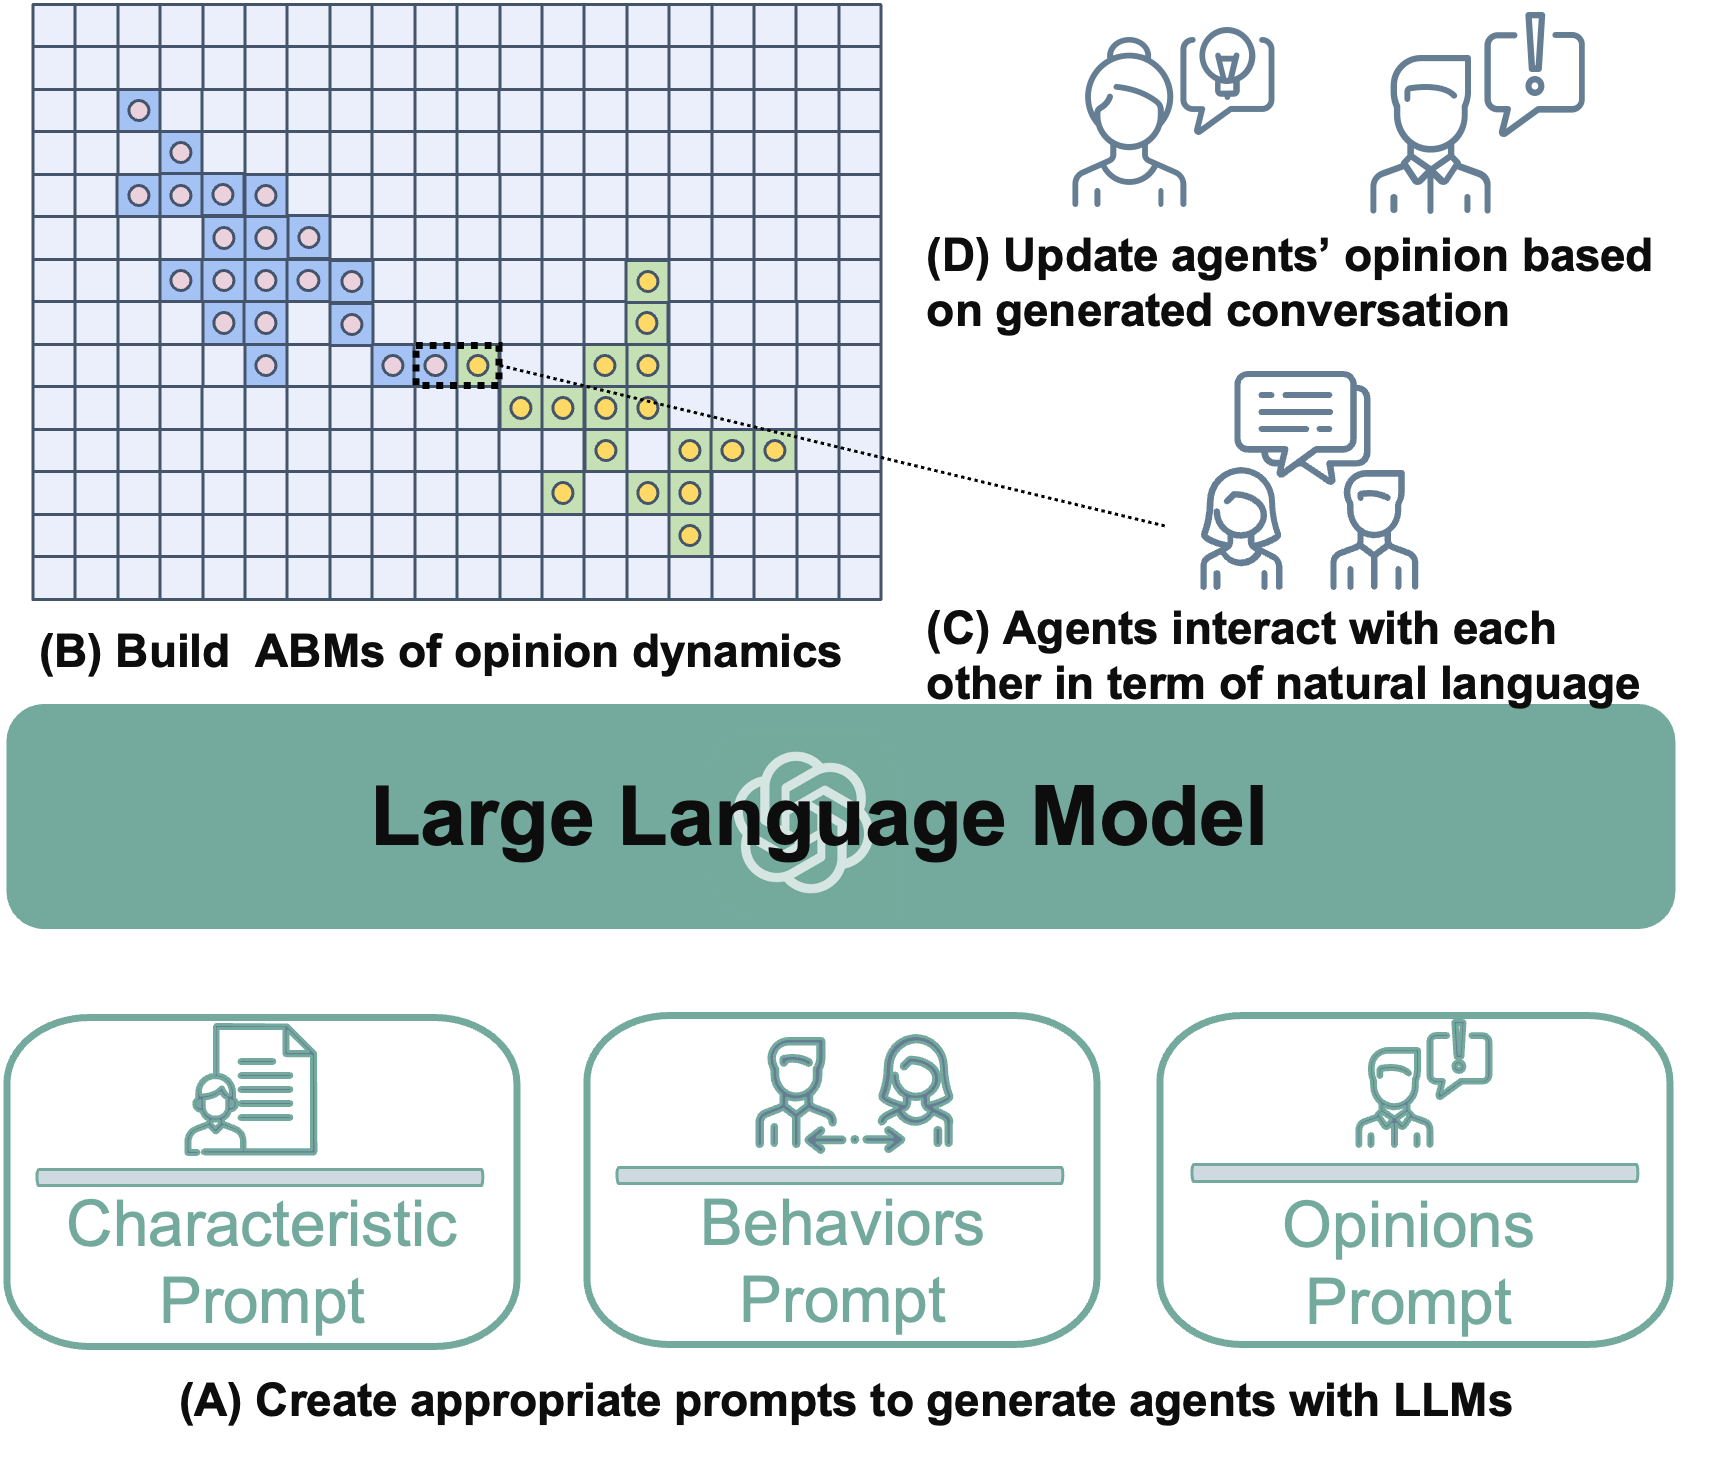 (D) Update agents’ opinion based
on generated conversation
(C) Agents interact with each
other in term of natural language
(B) Build  ABMs of opinion dynamics
Large Language Model
Characteristic
Prompt
Behaviors
Prompt
Opinions
Prompt
(A) Create appropriate prompts to generate agents with LLMs